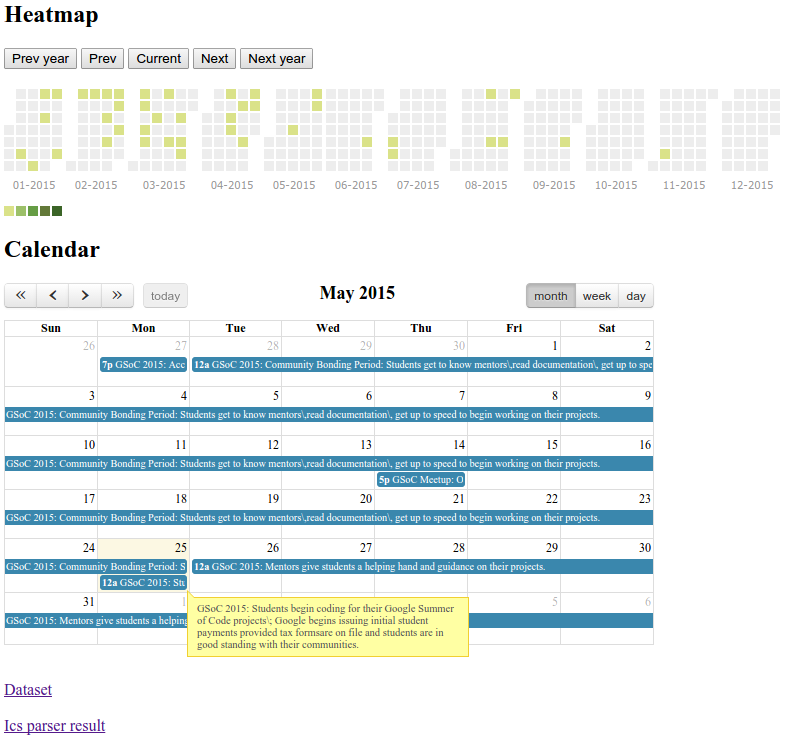 Heatmap
Prev year Prev Current Next Next year
01-2015 02-2015 03-2015 04-2015 05-2015 06-2015 07-2015 08-2015 09-2015 10-2015 11-2015 12-2015
Calendar
« < > » today May 2015 month week day
Sun Mon Tue Wed Thu Fri Sat
26 27 28 29 30 1 2
7p GSoC 2015: Acc 12a GSoC 2015: Community Bonding Period: Students get to know mentors\,read documentation\, get up to spe
3 4 5 6 7 8 9
GSoC 2015: Community Bonding Period: Students get to know mentors\,read documentation\, get up to speed to begin working on their projects.
10 11 12 13 14 15 16
GSoC 2015: Community Bonding Period: Students get to know mentors\,read documentation\, get up to speed to begin working on their projects.
5p GSoC Meetup: O
17 18 19 20 21 22 23
GSoC 2015: Community Bonding Period: Students get to know mentors\,read documentation\, get up to speed to begin working on their projects.
24 25 26 27 28 29 30
GSoC 2015: Community Bonding Period: S 12a GSoC 2015: Mentors give students a helping hand and guidance on their projects.
12a GSoC 2015: Stu
31 1 5 6
GSoC 2015: Mentors give students a helping
GSoC 2015: Students begin coding for their Google Summer
of Code projects\; Google begins issuing initial student
payments provided tax formsare on file and students are in
good standing with their communities.
Dataset
Ics parser result